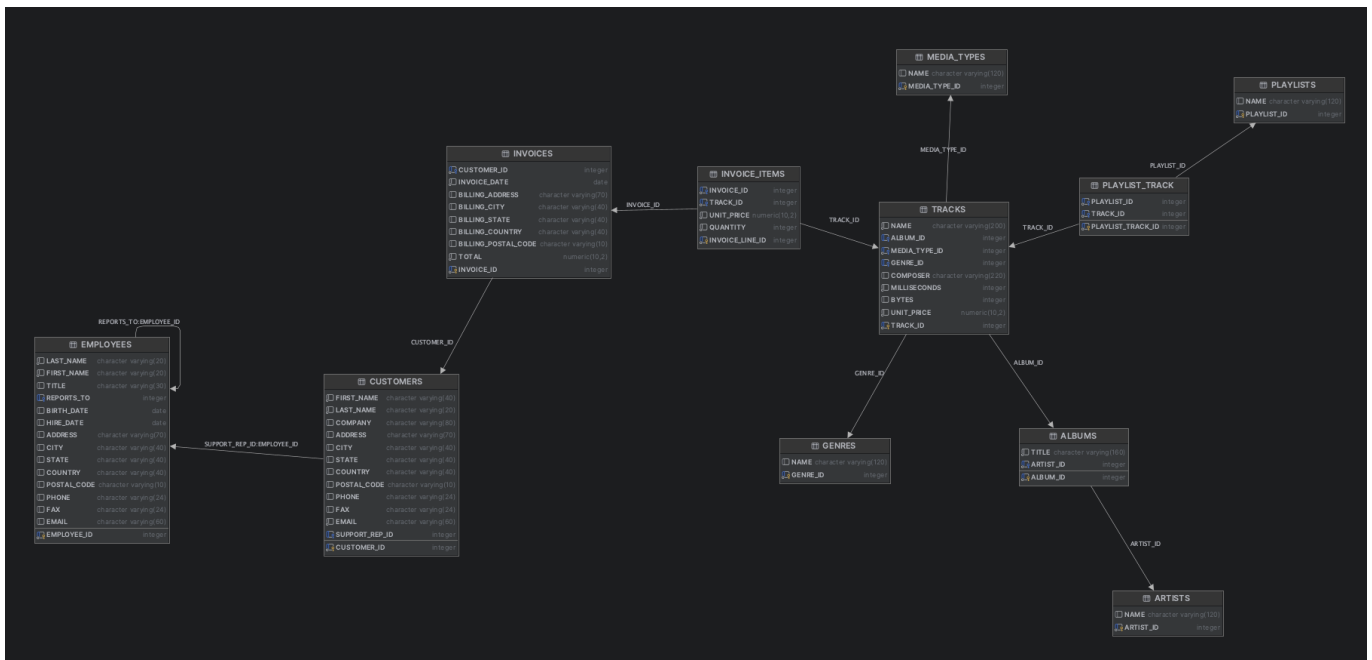 MEDIA_TYPES
NAME character varying(120)
MEDIA_TYPE_ID integer
PLAYLISTS
NAME character varying(120)
PLAYLIST_ID integer
MEDIA_TYPE_ID
PLAYLIST_ID
INVOICES
CUSTOMER_ID integer
INVOICE_DATE date
BILLING_ADDRESS character varying(70)
BILLING_CITY character varying(40)
BILLING_STATE character varying(40)
BILLING_COUNTRY character varying(40)
BILLING_POSTAL_CODE character varying(10)
TOTAL numeric(10,2)
INVOICE_ID integer
INVOICE_ID
INVOICE_ITEMS
INVOICE_ID integer
TRACK_ID integer
UNIT_PRICE numeric(10,2)
QUANTITY integer
INVOICE_LINE_ID integer
TRACK_ID
TRACKS
NAME character varying(200)
ALBUM_ID integer
MEDIA_TYPE_ID integer
GENRE_ID integer
COMPOSER character varying(220)
MILLISECONDS integer
BYTES integer
UNIT_PRICE numeric(10,2)
TRACK_ID integer
TRACK_ID
PLAYLIST_TRACK
PLAYLIST_ID integer
TRACK_ID integer
PLAYLIST_TRACK_ID integer
REPORTS_TO:EMPLOYEE_ID
EMPLOYEES
LAST_NAME character varying(20)
FIRST_NAME character varying(20)
TITLE character varying(30)
REPORTS_TO integer
BIRTH_DATE date
HIRE_DATE date
ADDRESS character varying(70)
CITY character varying(40)
STATE character varying(40)
COUNTRY character varying(40)
POSTAL_CODE character varying(10)
PHONE character varying(24)
FAX character varying(24)
EMAIL character varying(60)
EMPLOYEE_ID integer
SUPPORT_REP_ID:EMPLOYEE_ID
CUSTOMER_ID
CUSTOMERS
FIRST_NAME character varying(40)
LAST_NAME character varying(20)
COMPANY character varying(80)
ADDRESS character varying(70)
CITY character varying(40)
STATE character varying(40)
COUNTRY character varying(40)
POSTAL_CODE character varying(10)
PHONE character varying(24)
FAX character varying(24)
EMAIL character varying(60)
SUPPORT_REP_ID integer
CUSTOMER_ID integer
GENRE_ID
ALBUM_ID
GENRES
NAME character varying(120)
GENRE_ID integer
ALBUMS
TITLE character varying(160)
ARTIST_ID integer
ALBUM_ID integer
ARTIST_ID
ARTISTS
NAME character varying(120)
ARTIST_ID integer